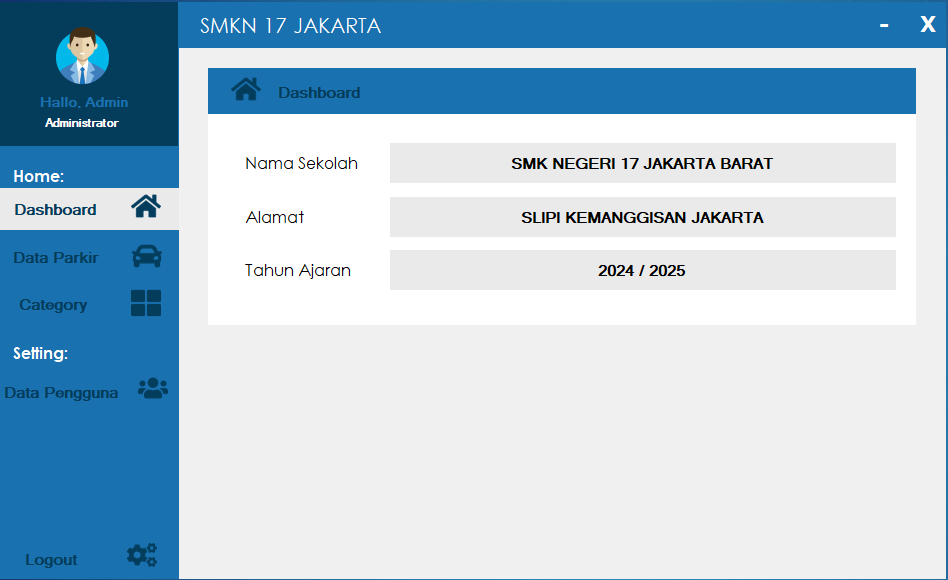 SMKN 17 JAKARTA
- X
Hallo, Admin
Administrator
Home:
Dashboard
Data Parkir
Category
Setting:
Data Pengguna
Logout
Dashboard
Nama Sekolah SMK NEGERI 17 JAKARTA BARAT
Alamat SLIPI KEMANGGISAN JAKARTA
Tahun Ajaran 2024 / 2025